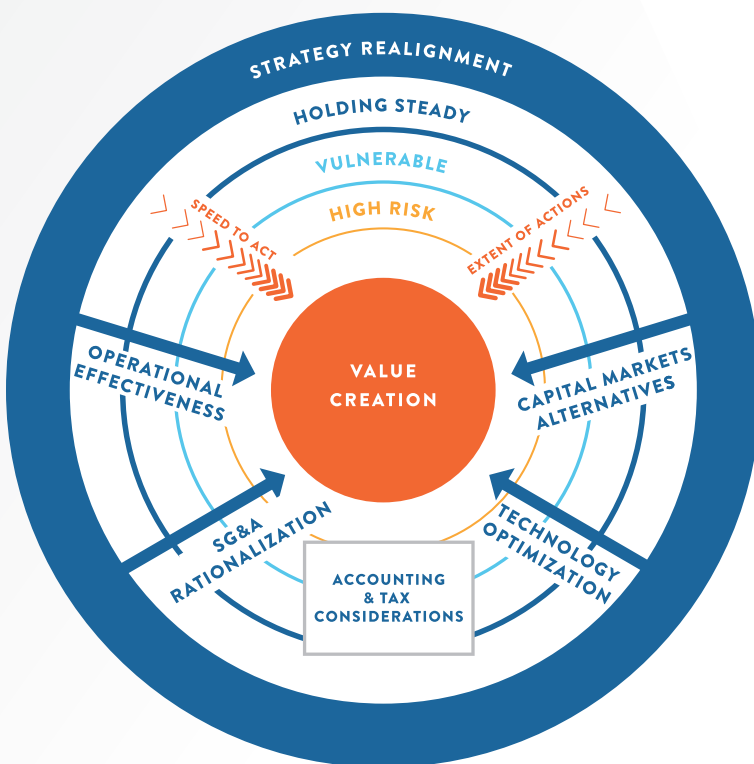 STRATEGY REALIGNMENT
HOLDING STEADY
VULNERABLE
HIGH RISK
SPEED TO ACT
EXTENT OF ACTIONS
OPERATIONAL
EFFECTIVENESS
VALUE
CREATION
CAPITAL MARKETS
ALTERNATIVES
SG&A
RATIONALIZATION
TECHNOLOGY
OPTIMIZATION
ACCOUNTING
& TAX
CONSIDERATIONS